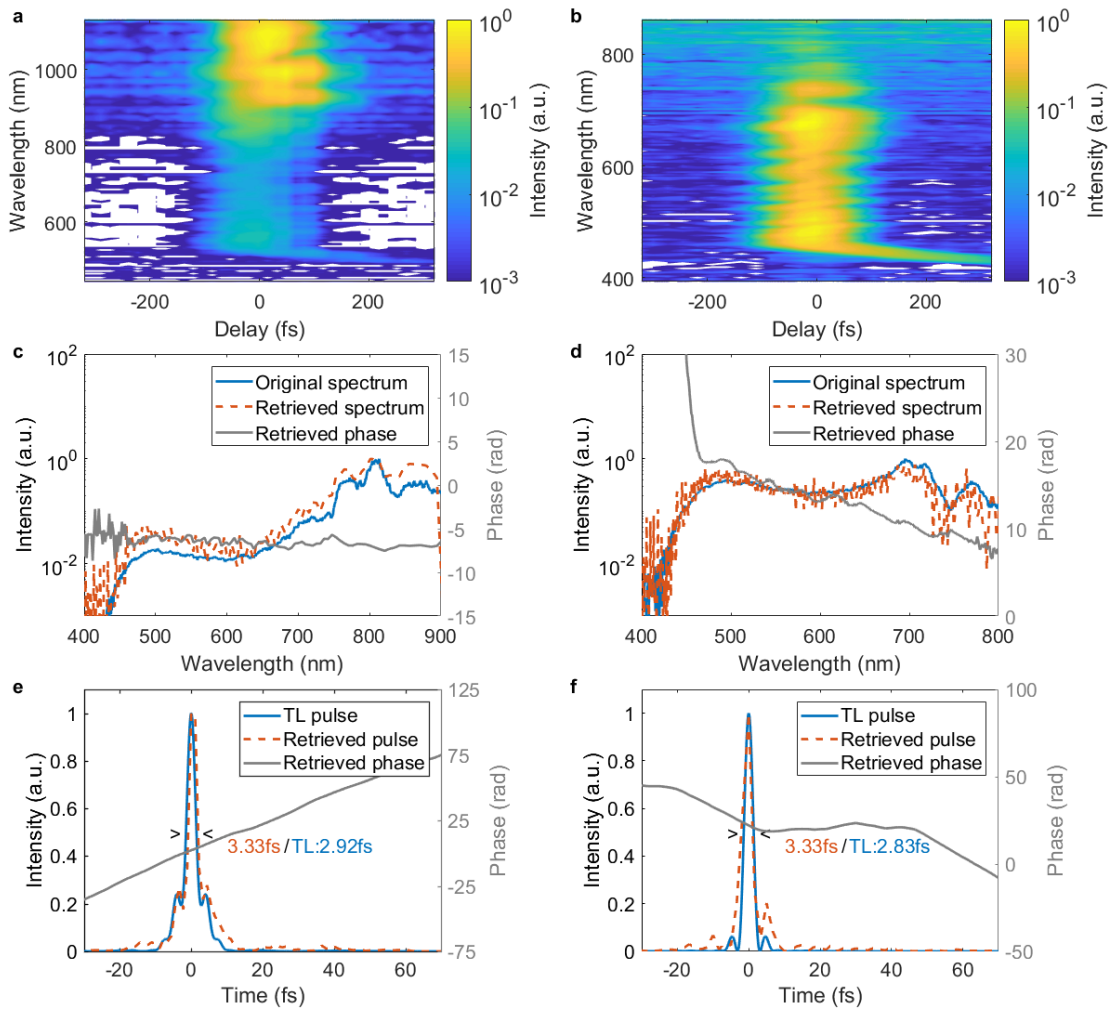 a
1000
800
600
-200
0
200
Delay (fs)
Wavelength (nm)
10^0
10^-1
10^-2
10^-3
Intensity (a.u.)
b
800
700
600
500
400
-200
0
200
Delay (fs)
Wavelength (nm)
10^0
10^-1
10^-2
10^-3
Intensity (a.u.)
c
10^2
10^0
10^-2
Intensity (a.u.)
Original spectrum
Retrieved spectrum
Retrieved phase
15
10
5
0
-5
-10
-15
Phase (rad)
400
500
600
700
800
900
Wavelength (nm)
d
10^2
10^0
10^-2
Intensity (a.u.)
Original spectrum
Retrieved spectrum
Retrieved phase
30
20
10
0
Phase (rad)
400
500
600
700
800
Wavelength (nm)
e
1
0.8
0.6
0.4
0.2
0
Intensity (a.u.)
TL pulse
Retrieved pulse
Retrieved phase
> <
3.33fs/TL:2.92fs
125
75
25
-25
-75
Phase (rad)
-20
0
20
40
60
Time (fs)
f
1
0.8
0.6
0.4
0.2
0
Intensity (a.u.)
TL pulse
Retrieved pulse
Retrieved phase
> <
3.33fs/TL:2.83fs
100
50
0
-50
Phase (rad)
-20
0
20
40
60
Time (fs)